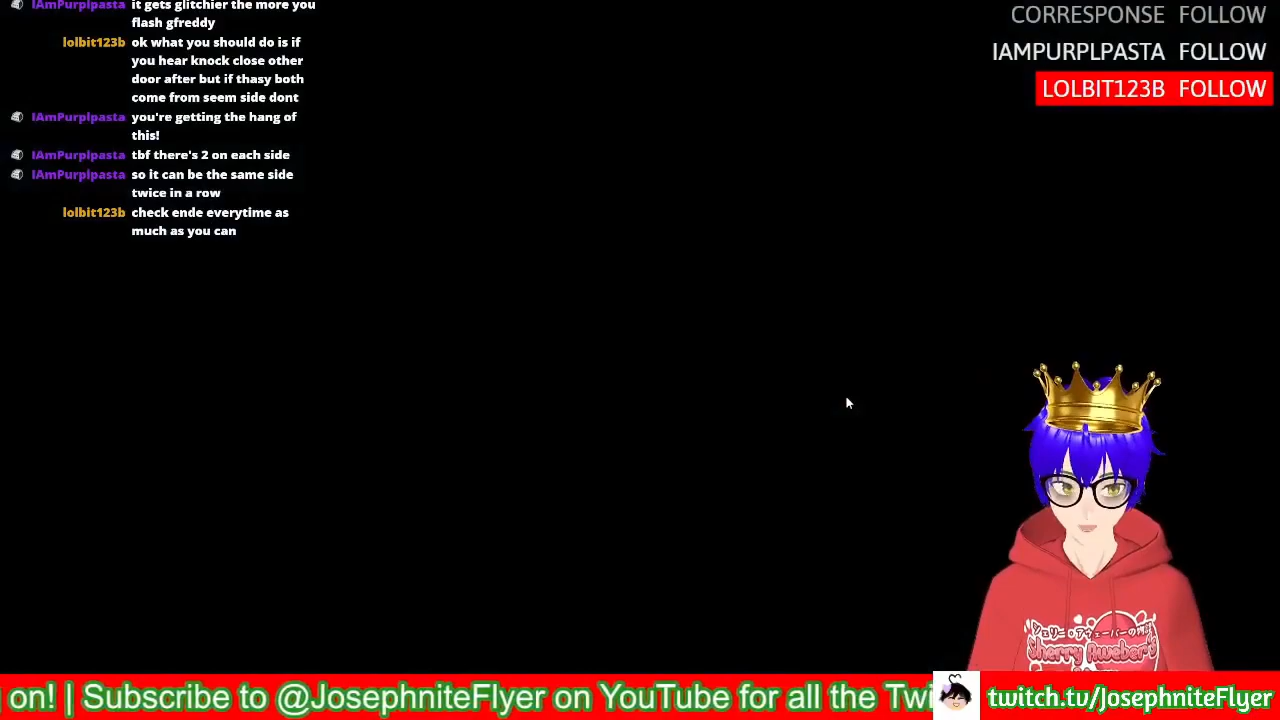 IAmPurplpasta it gets glitchier the more you
flash gfreddy
lolbit123b ok what you should do is if
you hear knock close other
door after but if thasy both
come from seem side dont
IAmPurplpasta you're getting the hang of
this!
IAmPurplpasta tbf there's 2 on each side
IAmPurplpasta so it can be the same side
twice in a row
lolbit123b check ende everytime as
much as you can
CORRESPONSE FOLLOW
IAMPURPLPASTA FOLLOW
LOLBIT123B FOLLOW
Sherry Aweber's
on! | Subscribe to @JosephniteFlyer on YouTube for all the Twi
twitch.tv/JosephniteFlyer